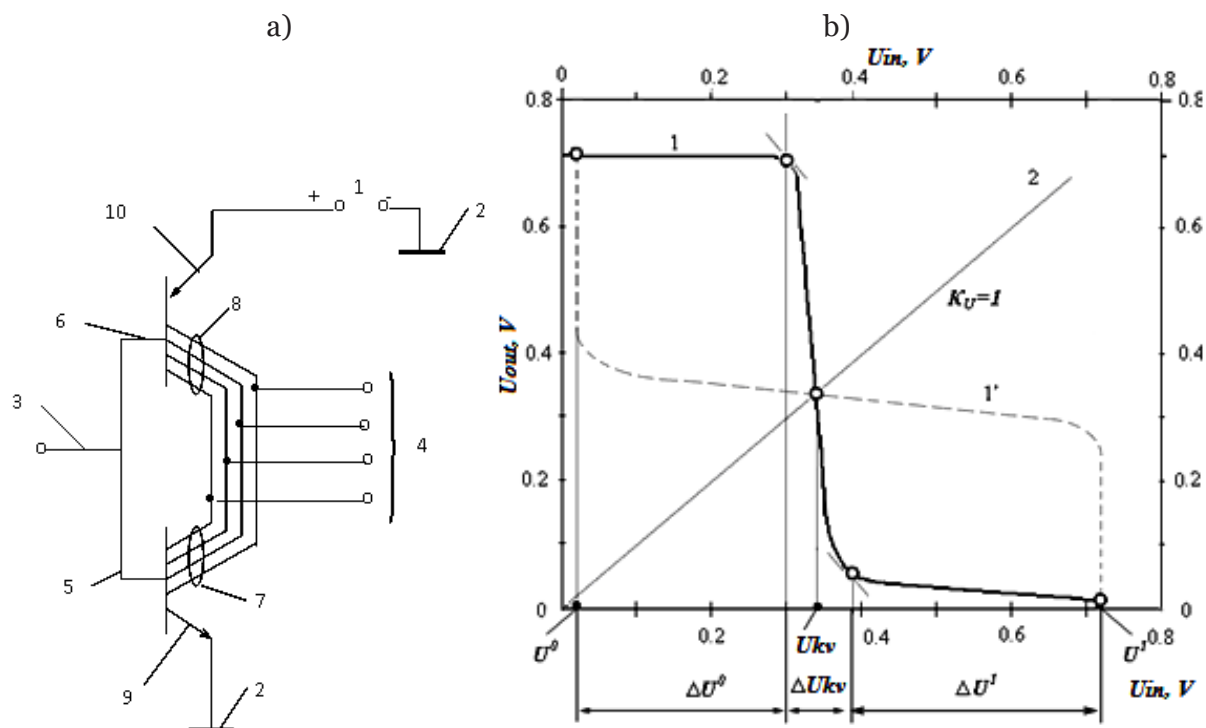 a)
b)
Uin, V
0 0.2 0.4 0.6 0.8
0.8 0.8
1
2
+ 1 -
10 2
0.6 0.6
8
6
K_U=1
Uout, V
0.4 0.4
1'
3
4
0.2 0.2
5
7
0 0
0.2 0.4 0.6 0.8
U⁰ Ukv U¹
9 2
ΔU⁰ ΔUkv ΔU¹ Uin, V